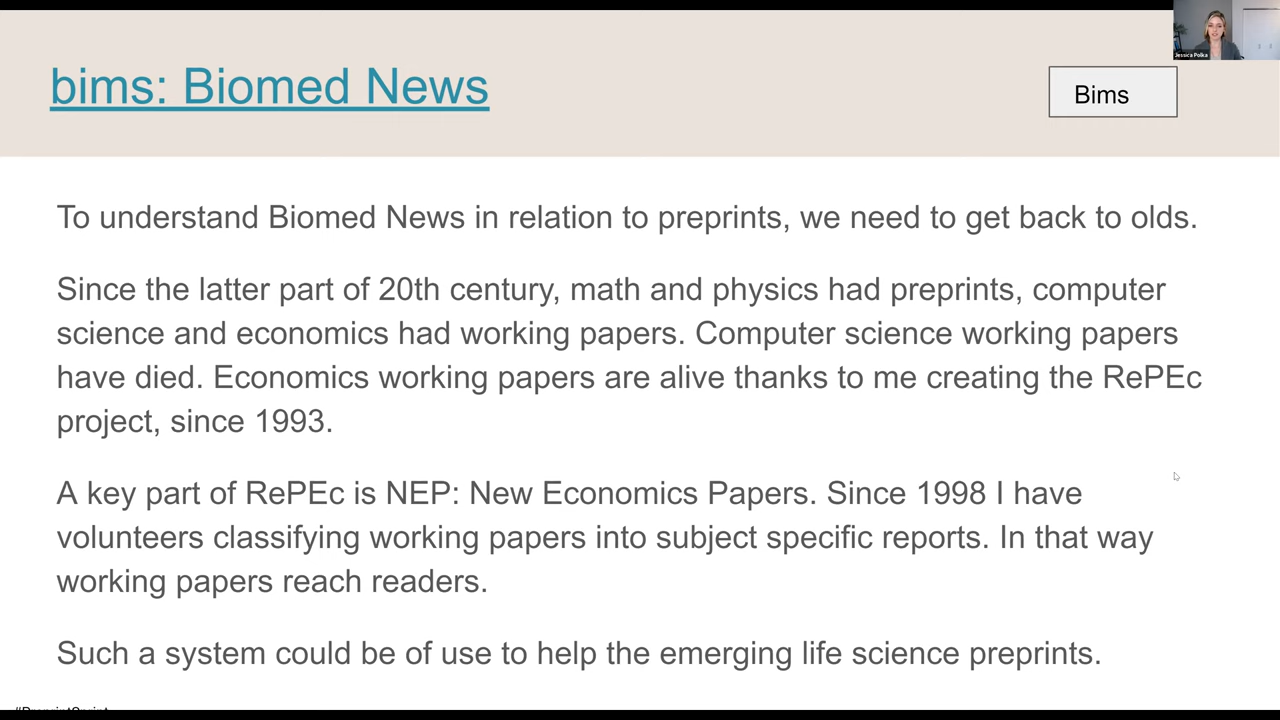 Jessica Polka
bims: Biomed News
Bims
To understand Biomed News in relation to preprints, we need to get back to olds.
Since the latter part of 20th century, math and physics had preprints, computer
science and economics had working papers. Computer science working papers
have died. Economics working papers are alive thanks to me creating the RePEc
project, since 1993.
A key part of RePEc is NEP: New Economics Papers. Since 1998 I have
volunteers classifying working papers into subject specific reports. In that way
working papers reach readers.
Such a system could be of use to help the emerging life science preprints.
#PreprintSprint